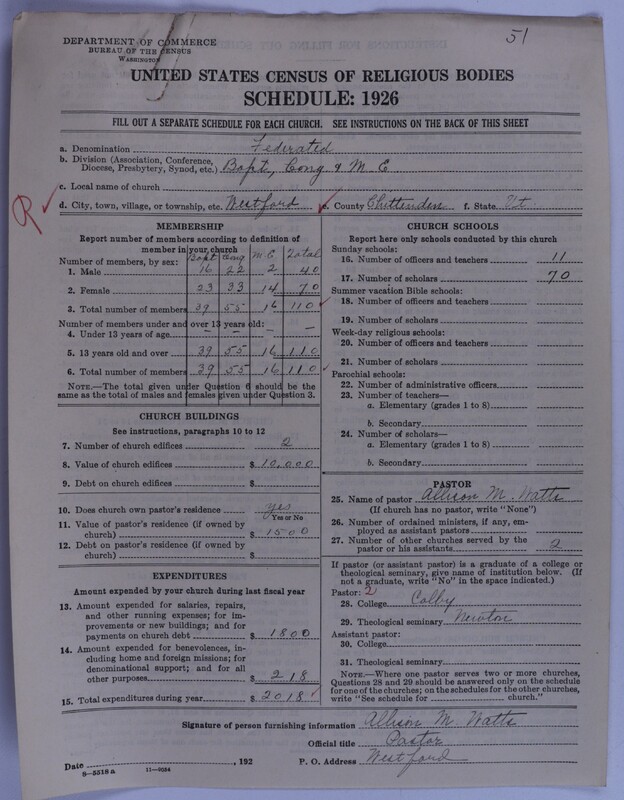 51
DEPARTMENT OF COMMERCE
BUREAU OF THE CENSUS
WASHINGTON
UNITED STATES CENSUS OF RELIGIOUS BODIES
SCHEDULE: 1926
FILL OUT A SEPARATE SCHEDULE FOR EACH CHURCH. SEE INSTRUCTIONS ON THE BACK OF THIS SHEET
a. Denomination Federated
b. Division (Association, Conference,
Diocese, Presbytery, Synod, etc.) Bapt, Cong & M. E.
c. Local name of church
R
d. City, town, village, or township, etc. Westford e. County Chittenden f. State Vt.
MEMBERSHIP
Report number of members according to definition of
member in your church
Number of members, by sex: Bapt Cong M.E Total
1. Male 16 22 2 40
2. Female 23 33 14 70
3. Total number of members 39 55 16 110
Number of members under and over 13 years old:
4. Under 13 years of age — — — —
5. 13 years old and over 39 55 16 110
6. Total number of members 39 55 16 110
NOTE.—The total given under Question 6 should be the
same as the total of males and females given under Question 3.
CHURCH BUILDINGS
See instructions, paragraphs 10 to 12
7. Number of church edifices 2
8. Value of church edifices $ 10,000
9. Debt on church edifices $
10. Does church own pastor's residence yes
Yes or No
11. Value of pastor's residence (if owned by
church) $ 1500
12. Debt on pastor's residence (if owned by
church) $
EXPENDITURES
Amount expended by your church during last fiscal year
13. Amount expended for salaries, repairs,
and other running expenses; for im-
provements or new buildings; and for
payments on church debt $ 1800
14. Amount expended for benevolences, in-
cluding home and foreign missions; for
denominational support; and for all
other purposes $ 218
15. Total expenditures during year $ 2018
CHURCH SCHOOLS
Report here only schools conducted by this church
Sunday schools:
16. Number of officers and teachers 11
17. Number of scholars 70
Summer vacation Bible schools:
18. Number of officers and teachers
19. Number of scholars
Week-day religious schools:
20. Number of officers and teachers
21. Number of scholars
Parochial schools:
22. Number of administrative officers
23. Number of teachers—
a. Elementary (grades 1 to 8)
b. Secondary
24. Number of scholars—
a. Elementary (grades 1 to 8)
b. Secondary
PASTOR
25. Name of pastor Allison M. Watts
(If church has no pastor, write "None")
26. Number of ordained ministers, if any, em-
ployed as assistant pastors
27. Number of other churches served by the
pastor or his assistants 2
If pastor (or assistant pastor) is a graduate of a college or
theological seminary, give name of institution below. (If
not a graduate, write "No" in the space indicated.)
Pastor: 2
28. College Colby
29. Theological seminary Newton
Assistant pastor:
30. College
31. Theological seminary
NOTE.—Where one pastor serves two or more churches,
Questions 28 and 29 should be answered only on the schedule
for one of the churches; on the schedules for the other churches,
write "See schedule for church."
Signature of person furnishing information Allison M. Watts
Official title Pastor
Date , 192 P. O. Address Westford
8—5518 a 11—9054